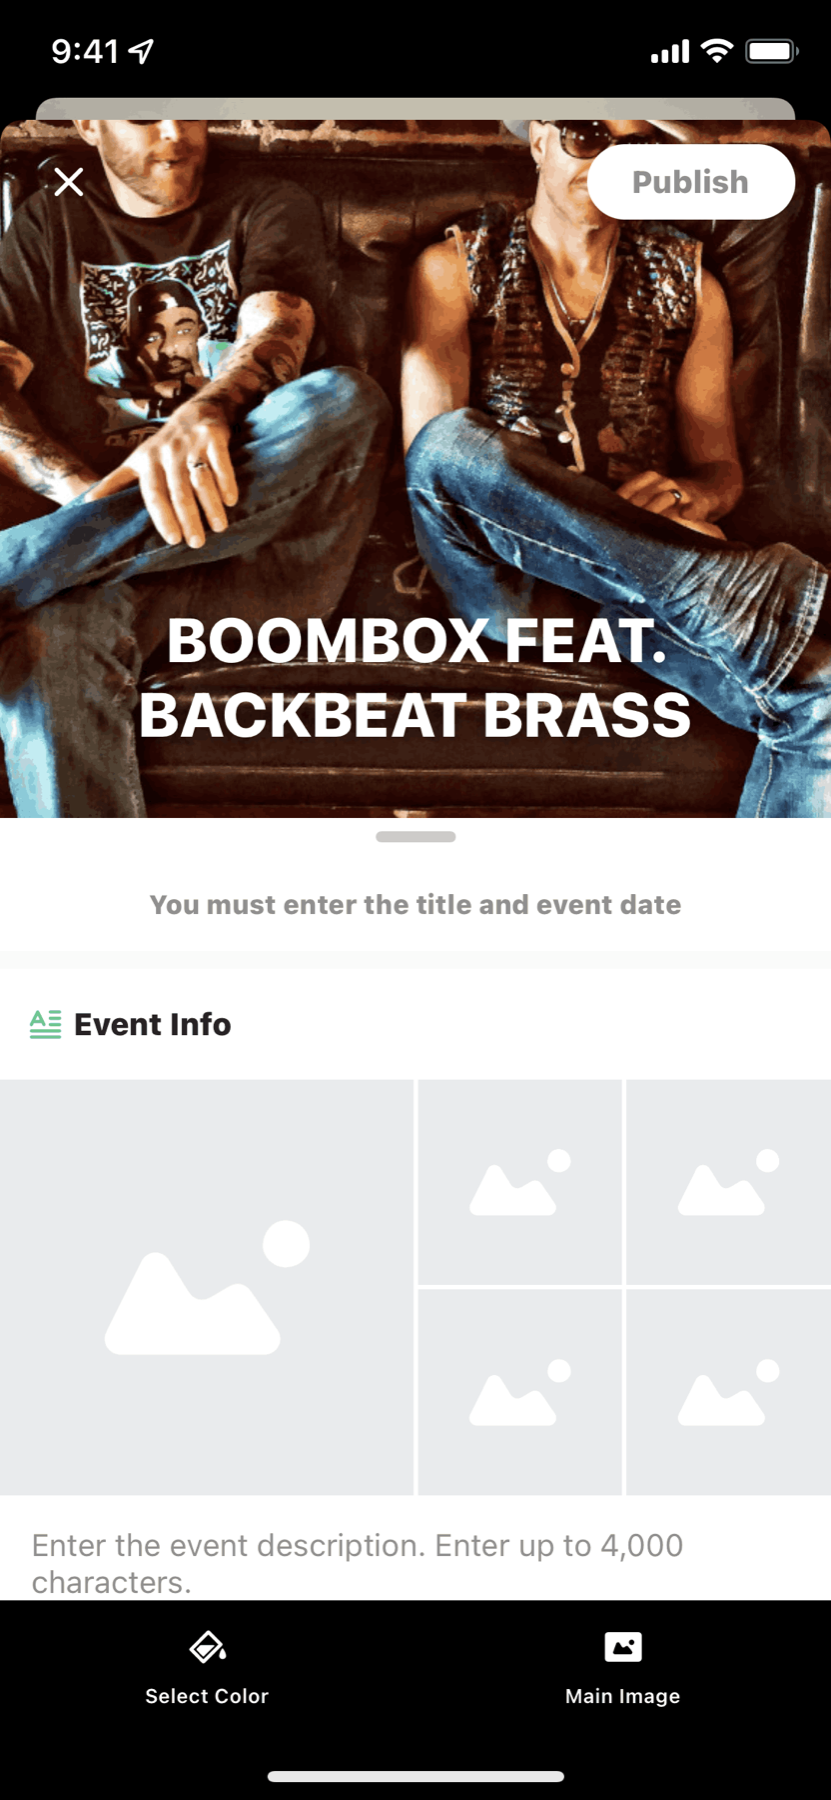 9:41
Publish
BOOMBOX FEAT.
BACKBEAT BRASS
You must enter the title and event date
Event Info
Enter the event description. Enter up to 4,000
characters.
Select Color
Main Image